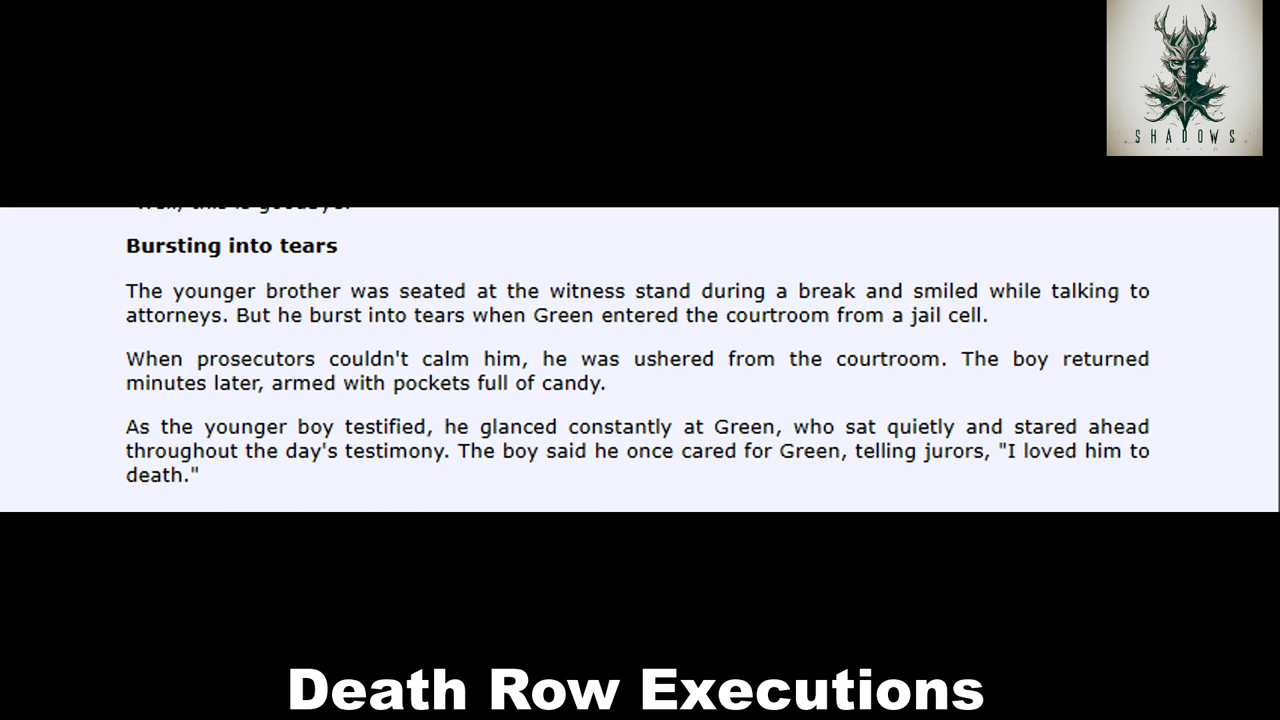 SHADOWS
Bursting into tears
The younger brother was seated at the witness stand during a break and smiled while talking to
attorneys. But he burst into tears when Green entered the courtroom from a jail cell.
When prosecutors couldn't calm him, he was ushered from the courtroom. The boy returned
minutes later, armed with pockets full of candy.
As the younger boy testified, he glanced constantly at Green, who sat quietly and stared ahead
throughout the day's testimony. The boy said he once cared for Green, telling jurors, "I loved him to
death."
Death Row Executions